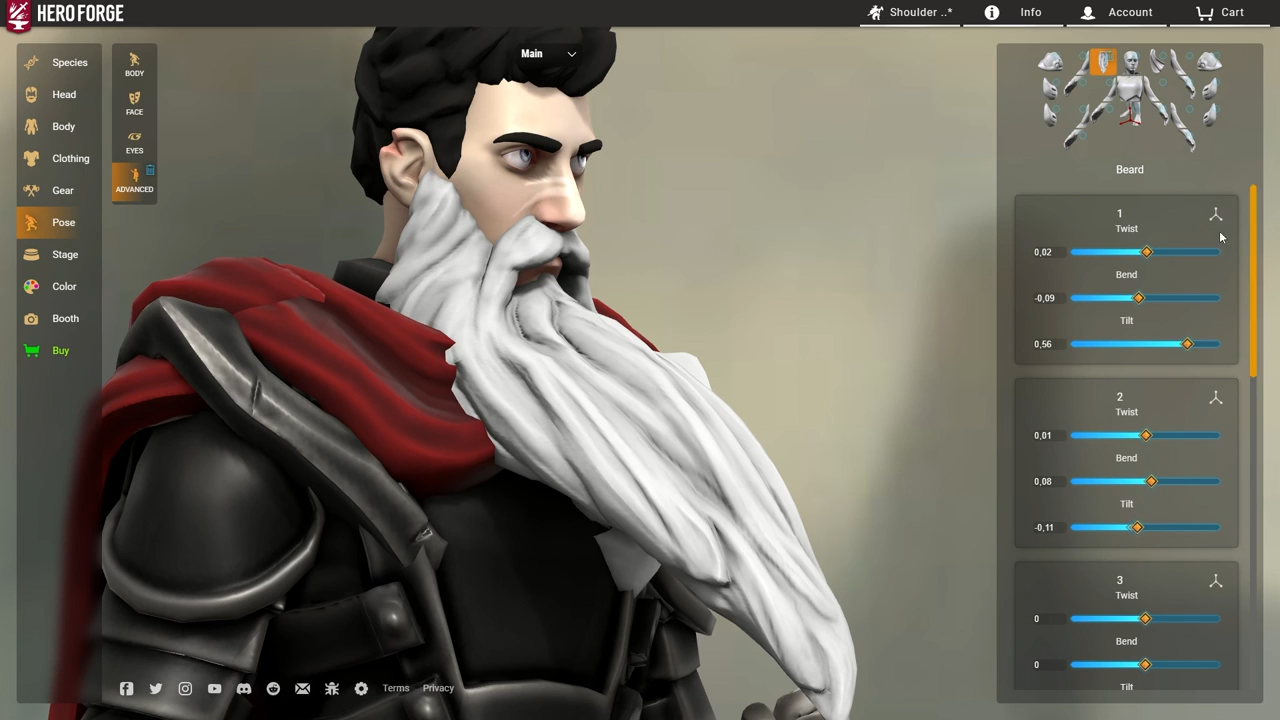 HERO FORGE
Shoulder ..*
Info
Account
Cart
Main
Species
Head
Body
Clothing
Gear
Pose
Stage
Color
Booth
Buy
BODY
FACE
EYES
ADVANCED
Beard
1
Twist
0,02
Bend
-0,09
Tilt
0,56
2
Twist
0,01
Bend
0,08
Tilt
-0,11
3
Twist
0
Bend
0
Tilt
Terms
Privacy